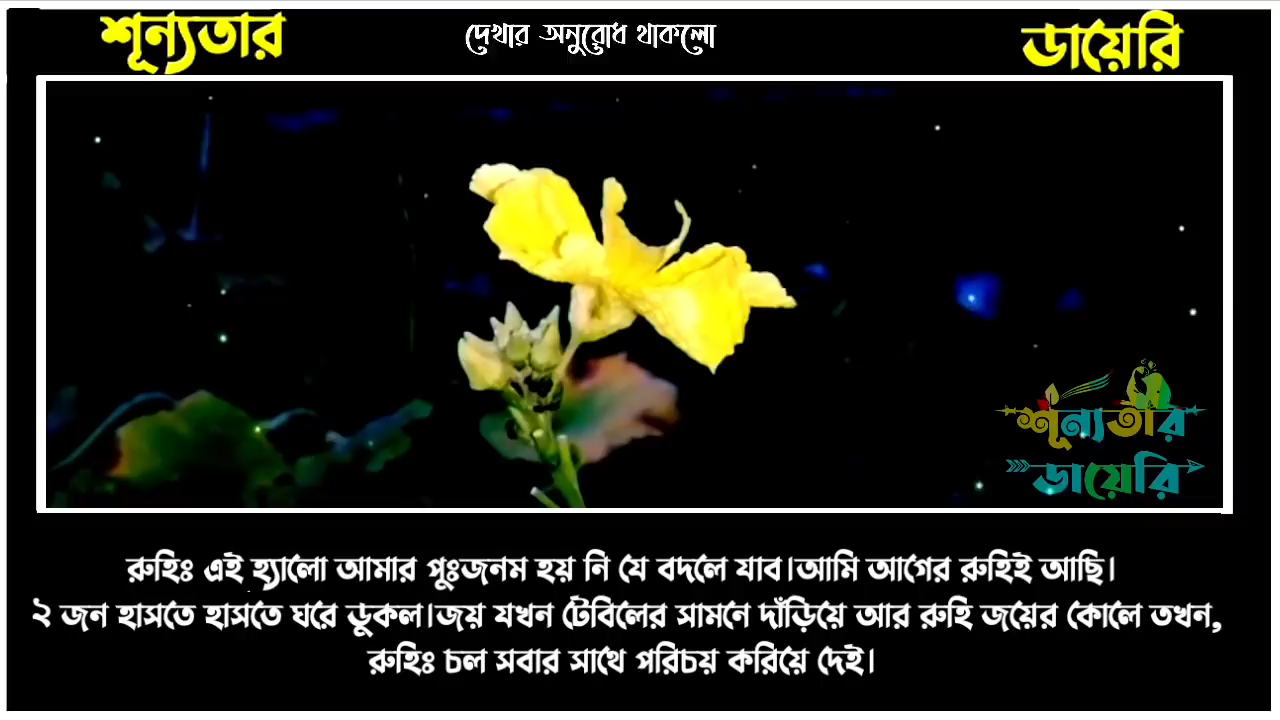 শূন্যতার
দেখার অনুরোধ থাকলো
ডায়েরি
শূন্যতার
ডায়েরি
রুহিঃ এই হ্যালো আমার পুঃজনম হয় নি যে বদলে যাব।আমি আগের রুহিই আছি।
২ জন হাসতে হাসতে ঘরে ডুকল।জয় যখন টেবিলের সামনে দাঁড়িয়ে আর রুহি জয়ের কোলে তখন,
রুহিঃ চল সবার সাথে পরিচয় করিয়ে দেই।